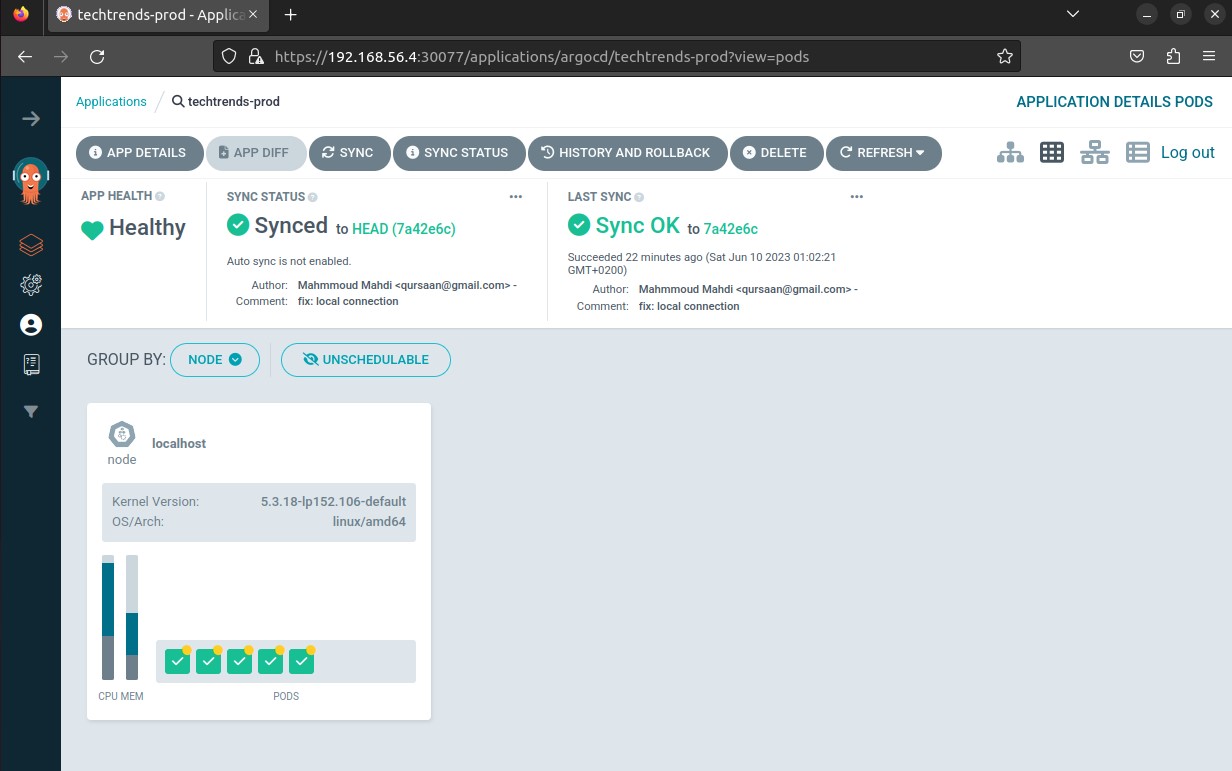 techtrends-prod - Applica
https://192.168.56.4:30077/applications/argocd/techtrends-prod?view=pods
Applications / techtrends-prod
APPLICATION DETAILS PODS
APP DETAILS APP DIFF SYNC SYNC STATUS HISTORY AND ROLLBACK DELETE REFRESH Log out
APP HEALTH
Healthy
SYNC STATUS
Synced to HEAD (7a42e6c)
Auto sync is not enabled.
Author: Mahmmoud Mahdi <qursaan@gmail.com> -
Comment: fix: local connection
LAST SYNC
Sync OK to 7a42e6c
Succeeded 22 minutes ago (Sat Jun 10 2023 01:02:21
GMT+0200)
Author: Mahmmoud Mahdi <qursaan@gmail.com> -
Comment: fix: local connection
GROUP BY: NODE UNSCHEDULABLE
localhost
node
Kernel Version: 5.3.18-lp152.106-default
OS/Arch: linux/amd64
CPU MEM PODS